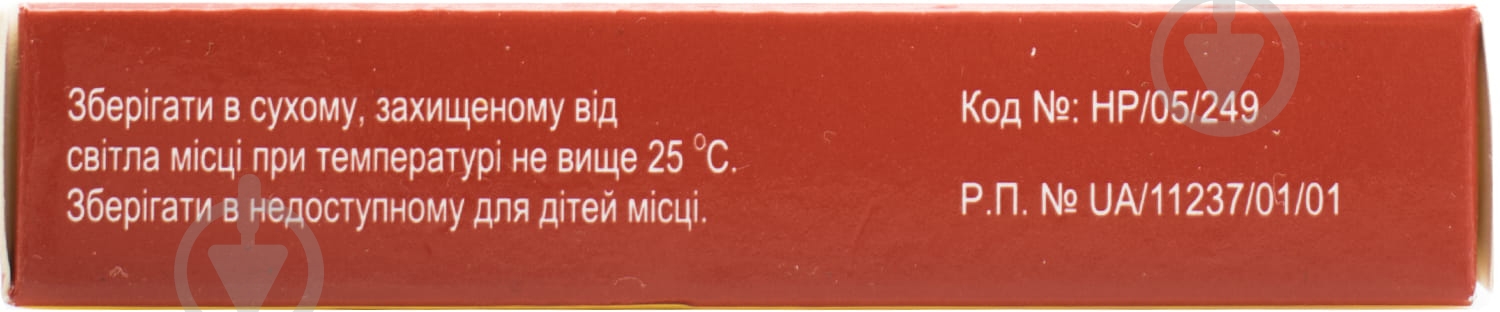 Зберігати в сухому, захищеному від
світла місці при температурі не вище 25 °С.
Зберігати в недоступному для дітей місці.
Код №: HP/05/249
Р.П. № UA/11237/01/01